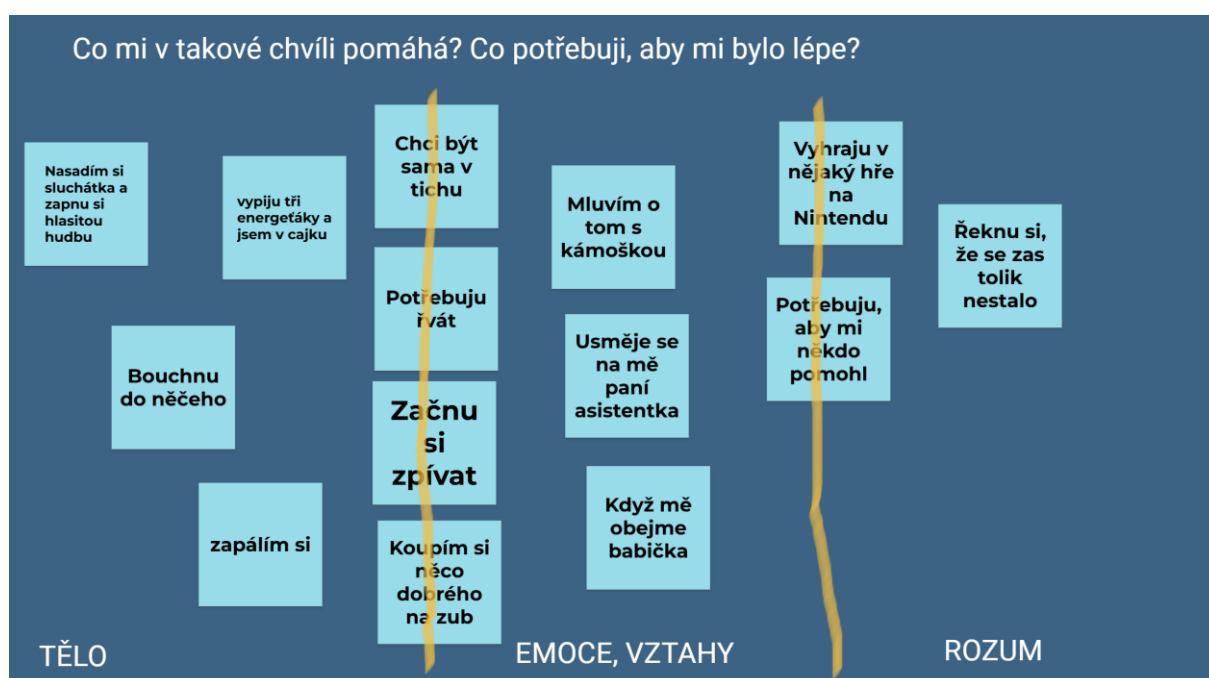 Co mi v takové chvíli pomáhá? Co potřebuji, aby mi bylo lépe?
Nasadím si
sluchátka a
zapnu si
hlasitou
hudbu
vypiju tři
energeťáky a
jsem v cajku
Bouchnu
do něčeho
zapálím si
Chci být
sama v
tichu
Potřebuju
řvát
Začnu
si
zpívat
Koupím si
něco
dobrého
na zub
Mluvím o
tom s
kámoškou
Usměje se
na mě
paní
asistentka
Když mě
obejme
babička
Vyhraju v
nějaký hře
na
Nintendu
Potřebuju,
aby mi
někdo
pomohl
Řeknu si,
že se zas
tolik
nestalo
TĚLO
EMOCE, VZTAHY
ROZUM